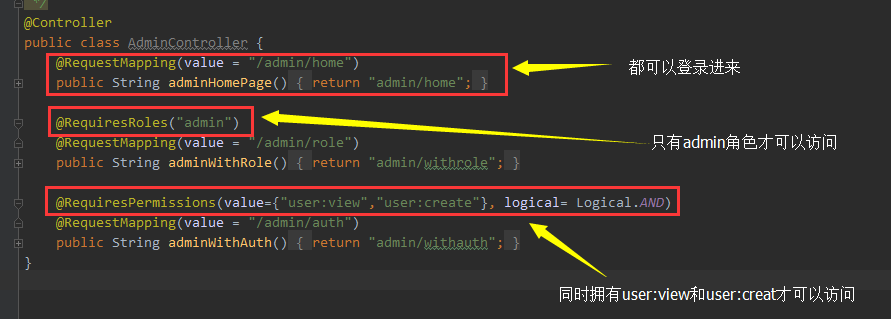 */
@Controller
public class AdminController {
@RequestMapping(value = "/admin/home")
public String adminHomePage() { return "admin/home"; }
都可以登录进来
@RequiresRoles("admin")
@RequestMapping(value = "/admin/role")
只有admin角色才可以访问
public String adminWithRole() { return "admin/withrole"; }
@RequiresPermissions(value={"user:view","user:create"}, logical= Logical.AND)
@RequestMapping(value = "/admin/auth")
public String adminWithAuth() { return "admin/withauth"; }
}
同时拥有user:view和user:creat才可以访问